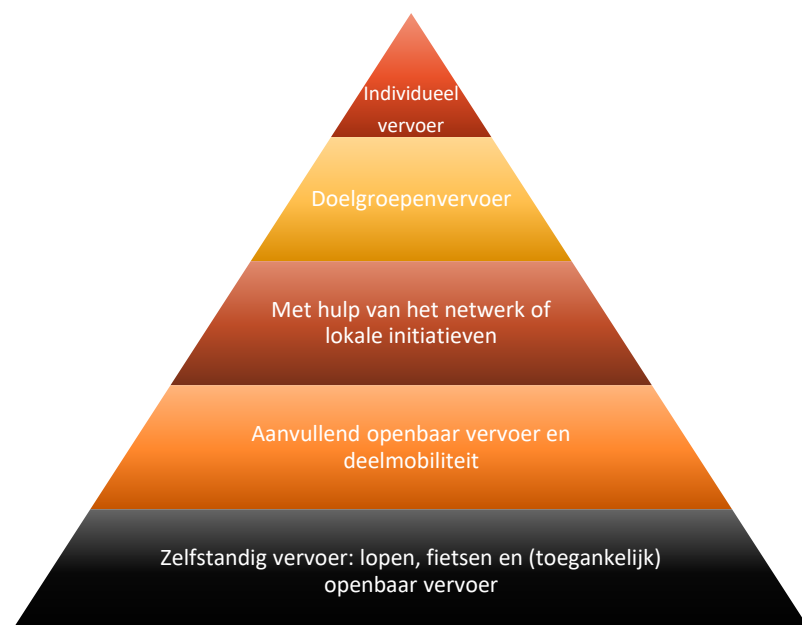 Individueel
vervoer
Doelgroepenvervoer
Met hulp van het netwerk of
lokale initiatieven
Aanvullend openbaar vervoer en
deelmobiliteit
Zelfstandig vervoer: lopen, fietsen en (toegankelijk)
openbaar vervoer